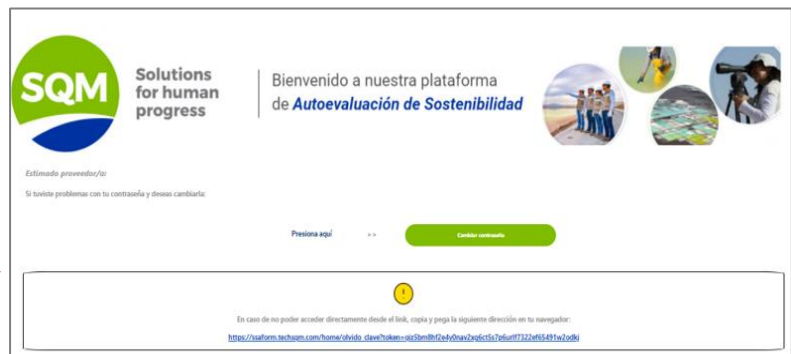 SQM
Solutions
for human
progress
Bienvenido a nuestra plataforma
de Autoevaluación de Sostenibilidad
Estimado proveedor/a:
Si tuviste problemas con tu contraseña y deseas cambiarla:
Presiona aquí >> Cambiar contraseña
!
En caso de no poder acceder directamente desde el link, copia y pega la siguiente dirección en tu navegador: